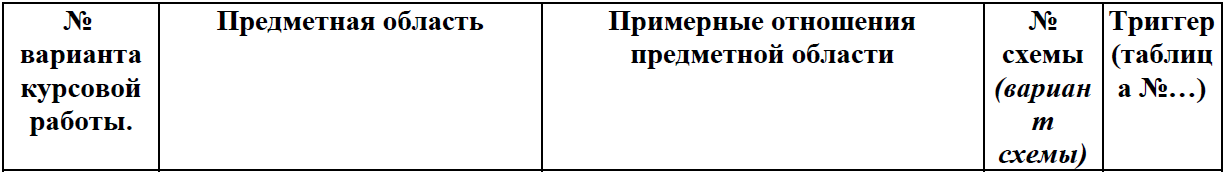 №
варианта
курсовой
работы.
Предметная область
Примерные отношения
предметной области
№
схемы
(вариан
т
схемы)
Триггер
(таблиц
а №…)